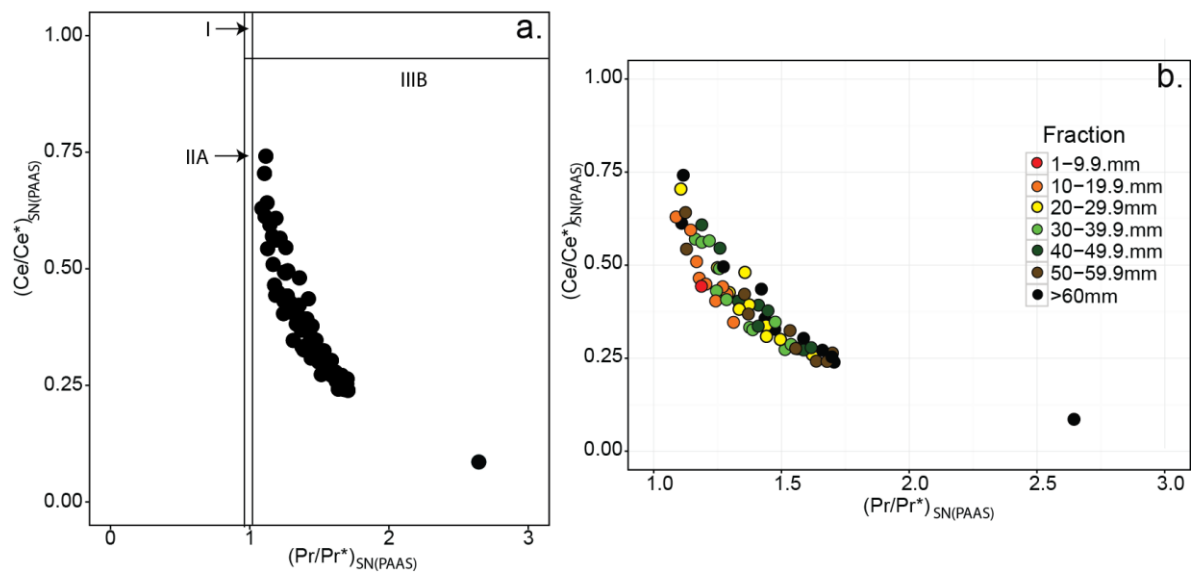 a.
I
IIIB
IIA
1.00
0.75
0.50
0.25
0.00
(Ce/Ce*)SN(PAAS)
0
1
2
3
(Pr/Pr*)SN(PAAS)
b.
1.00
0.75
0.50
0.25
0.00
(Ce/Ce*)SN(PAAS)
Fraction
1-9.9.mm
10-19.9.mm
20-29.9mm
30-39.9.mm
40-49.9.mm
50-59.9mm
>60mm
1.0
1.5
2.0
2.5
3.0
(Pr/Pr*)SN(PAAS)